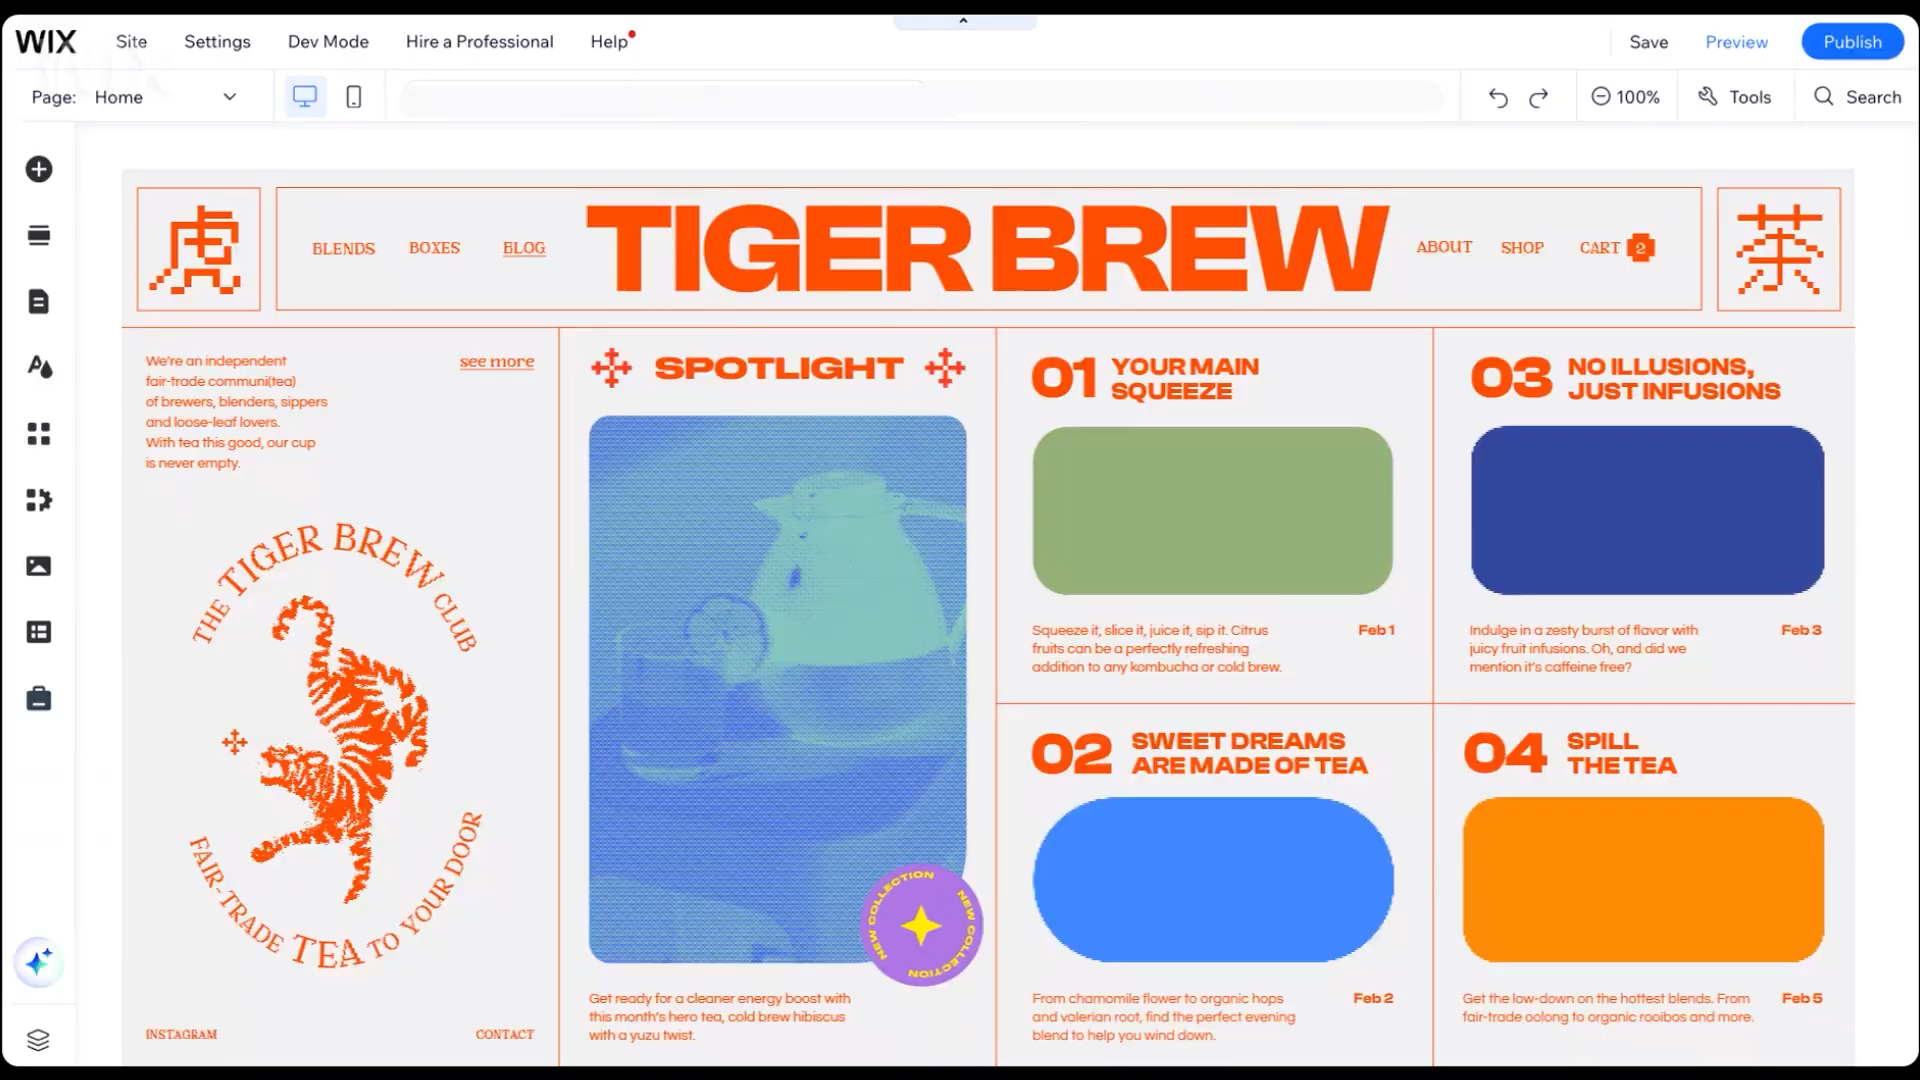 WIX
Site
Settings
Dev Mode
Hire a Professional
Help
Save
Preview
Publish
Page:
Home
100%
Tools
Search
虎
BLENDS
BOXES
BLOG
TIGER BREW
ABOUT
SHOP
CART
2
茶
We're an independent
fair-trade communi(tea)
of brewers, blenders, sippers
and loose-leaf lovers.
With tea this good, our cup
is never empty.
see more
THE TIGER BREW CLUB
FAIR-TRADE TEA TO YOUR DOOR
INSTAGRAM
CONTACT
SPOTLIGHT
NEW COLLECTION
NEW COLLECTION
NEW COLLECTION
Get ready for a cleaner energy boost with
this month's hero tea, cold brew hibiscus
with a yuzu twist.
01
YOUR MAIN
SQUEEZE
Squeeze it, slice it, juice it, sip it. Citrus
fruits can be a perfectly refreshing
addition to any kombucha or cold brew.
Feb 1
02
SWEET DREAMS
ARE MADE OF TEA
From chamomile flower to organic hops
and valerian root, find the perfect evening
blend to help you wind down.
Feb 2
03
NO ILLUSIONS,
JUST INFUSIONS
Indulge in a zesty burst of flavor with
juicy fruit infusions. Oh, and did we
mention it's caffeine free?
Feb 3
04
SPILL
THE TEA
Get the low-down on the hottest blends. From
fair-trade oolong to organic rooibos and more.
Feb 5